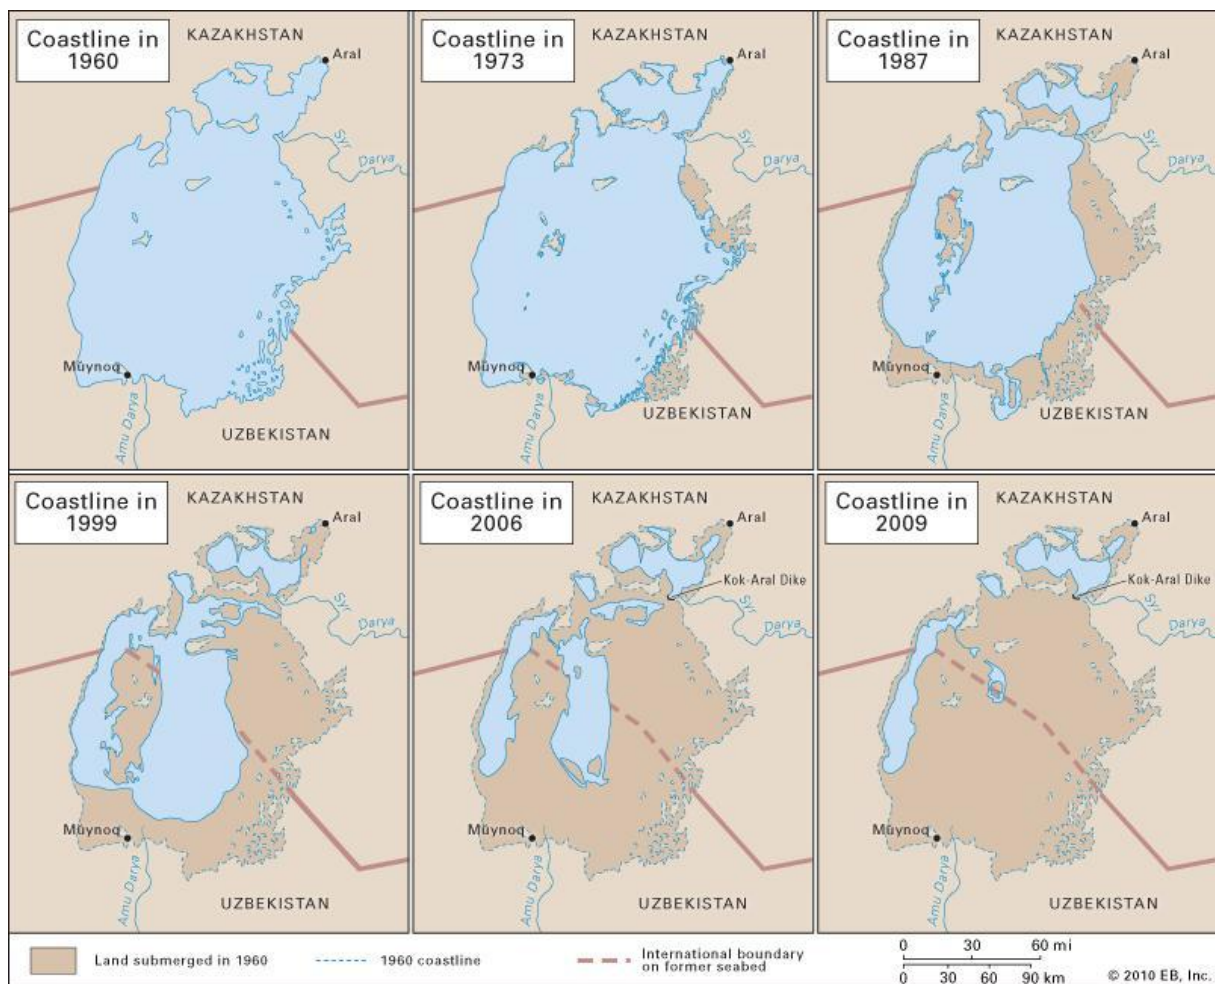 Coastline in
1960
KAZAKHSTAN
Aral
Syr
Darya
Mŭynoq
Amu Darya
UZBEKISTAN
Coastline in
1973
KAZAKHSTAN
Aral
Syr
Darya
Mŭynoq
Amu Darya
UZBEKISTAN
Coastline in
1987
KAZAKHSTAN
Aral
Syr
Darya
Mŭynoq
Amu Darya
UZBEKISTAN
Coastline in
1999
KAZAKHSTAN
Aral
Syr
Darya
Mŭynoq
Amu Darya
UZBEKISTAN
Coastline in
2006
KAZAKHSTAN
Aral
Kok-Aral Dike
Syr
Darya
Mŭynoq
Amu Darya
UZBEKISTAN
Coastline in
2009
KAZAKHSTAN
Aral
Kok-Aral Dike
Syr
Darya
Mŭynoq
Amu Darya
UZBEKISTAN
Land submerged in 1960
1960 coastline
International boundary
on former seabed
0 30 60 mi
0 30 60 90 km
© 2010 EB, Inc.